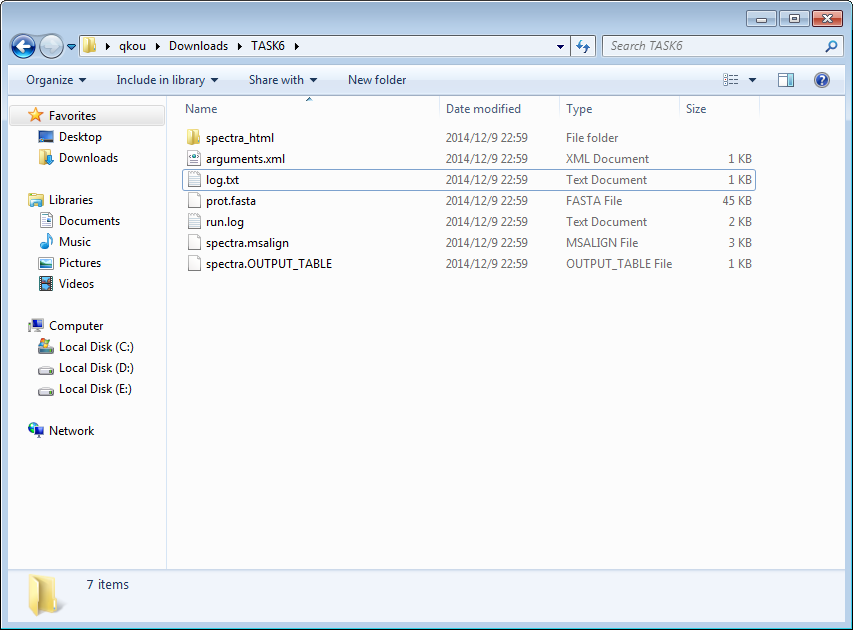 qkou Downloads TASK6 Search TASK6
Organize Include in library Share with New folder
Favorites
Desktop
Downloads
Libraries
Documents
Music
Pictures
Videos
Computer
Local Disk (C:)
Local Disk (D:)
Local Disk (E:)
Network
Name Date modified Type Size
spectra_html 2014/12/9 22:59 File folder
arguments.xml 2014/12/9 22:59 XML Document 1 KB
log.txt 2014/12/9 22:59 Text Document 1 KB
prot.fasta 2014/12/9 22:59 FASTA File 45 KB
run.log 2014/12/9 22:59 Text Document 2 KB
spectra.msalign 2014/12/9 22:59 MSALIGN File 3 KB
spectra.OUTPUT_TABLE 2014/12/9 22:59 OUTPUT_TABLE File 1 KB
7 items